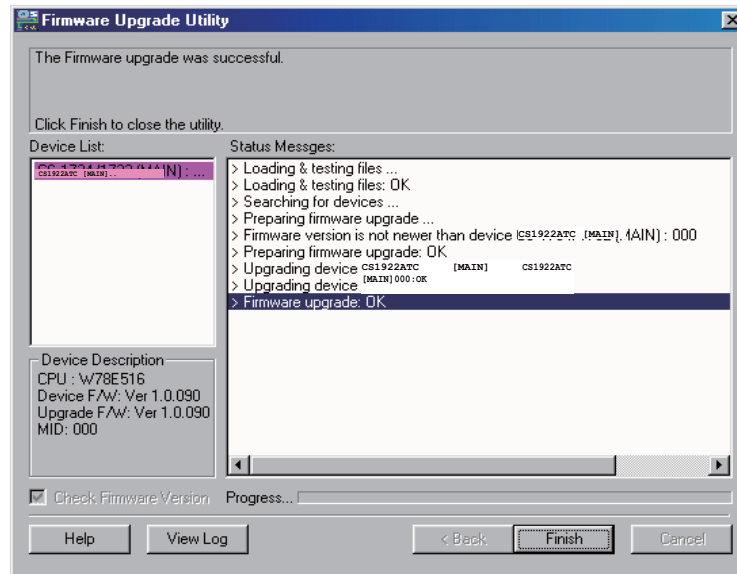 Firmware Upgrade Utility
The Firmware upgrade was successful.
Click Finish to close the utility.
Device List:
CS1922ATC [MAIN]..
Status Messges:
> Loading & testing files ...
> Loading & testing files: OK
> Searching for devices ...
> Preparing firmware upgrade ...
> Firmware version is not newer than device CS1922ATC [MAIN] (MAIN) : 000
> Preparing firmware upgrade: OK
> Upgrading device CS1922ATC [MAIN] CS1922ATC
> Upgrading device [MAIN]000:OK
> Firmware upgrade: OK
Device Description
CPU : W78E516
Device F/W: Ver 1.0.090
Upgrade F/W: Ver 1.0.090
MID: 000
Check Firmware Version
Progress...
Help
View Log
< Back
Finish
Cancel